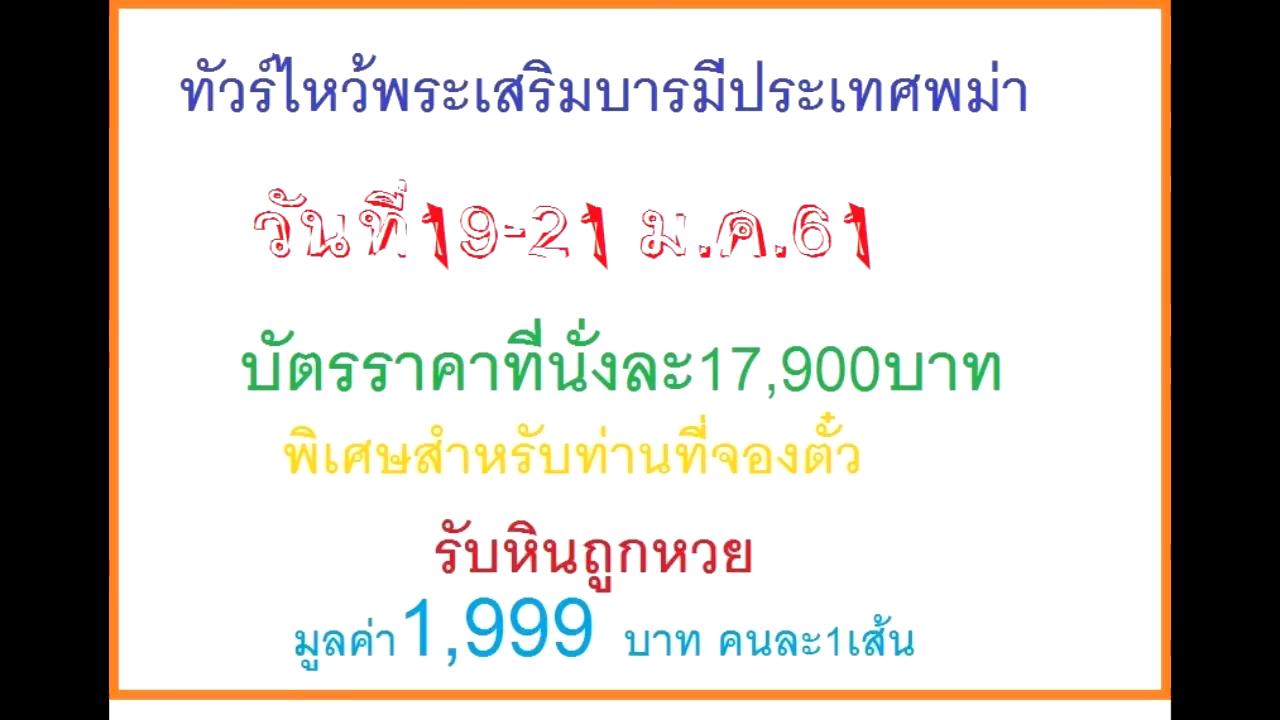 ทัวร์ไหว้พระเสริมบารมีประเทศพม่า
วันที่19-21 ม.ค.61
บัตรราคาที่นั่งละ17,900บาท
พิเศษสำหรับท่านที่จองตั๋ว
รับหินถูกหวย
มูลค่า1,999 บาท คนละ1เส้น